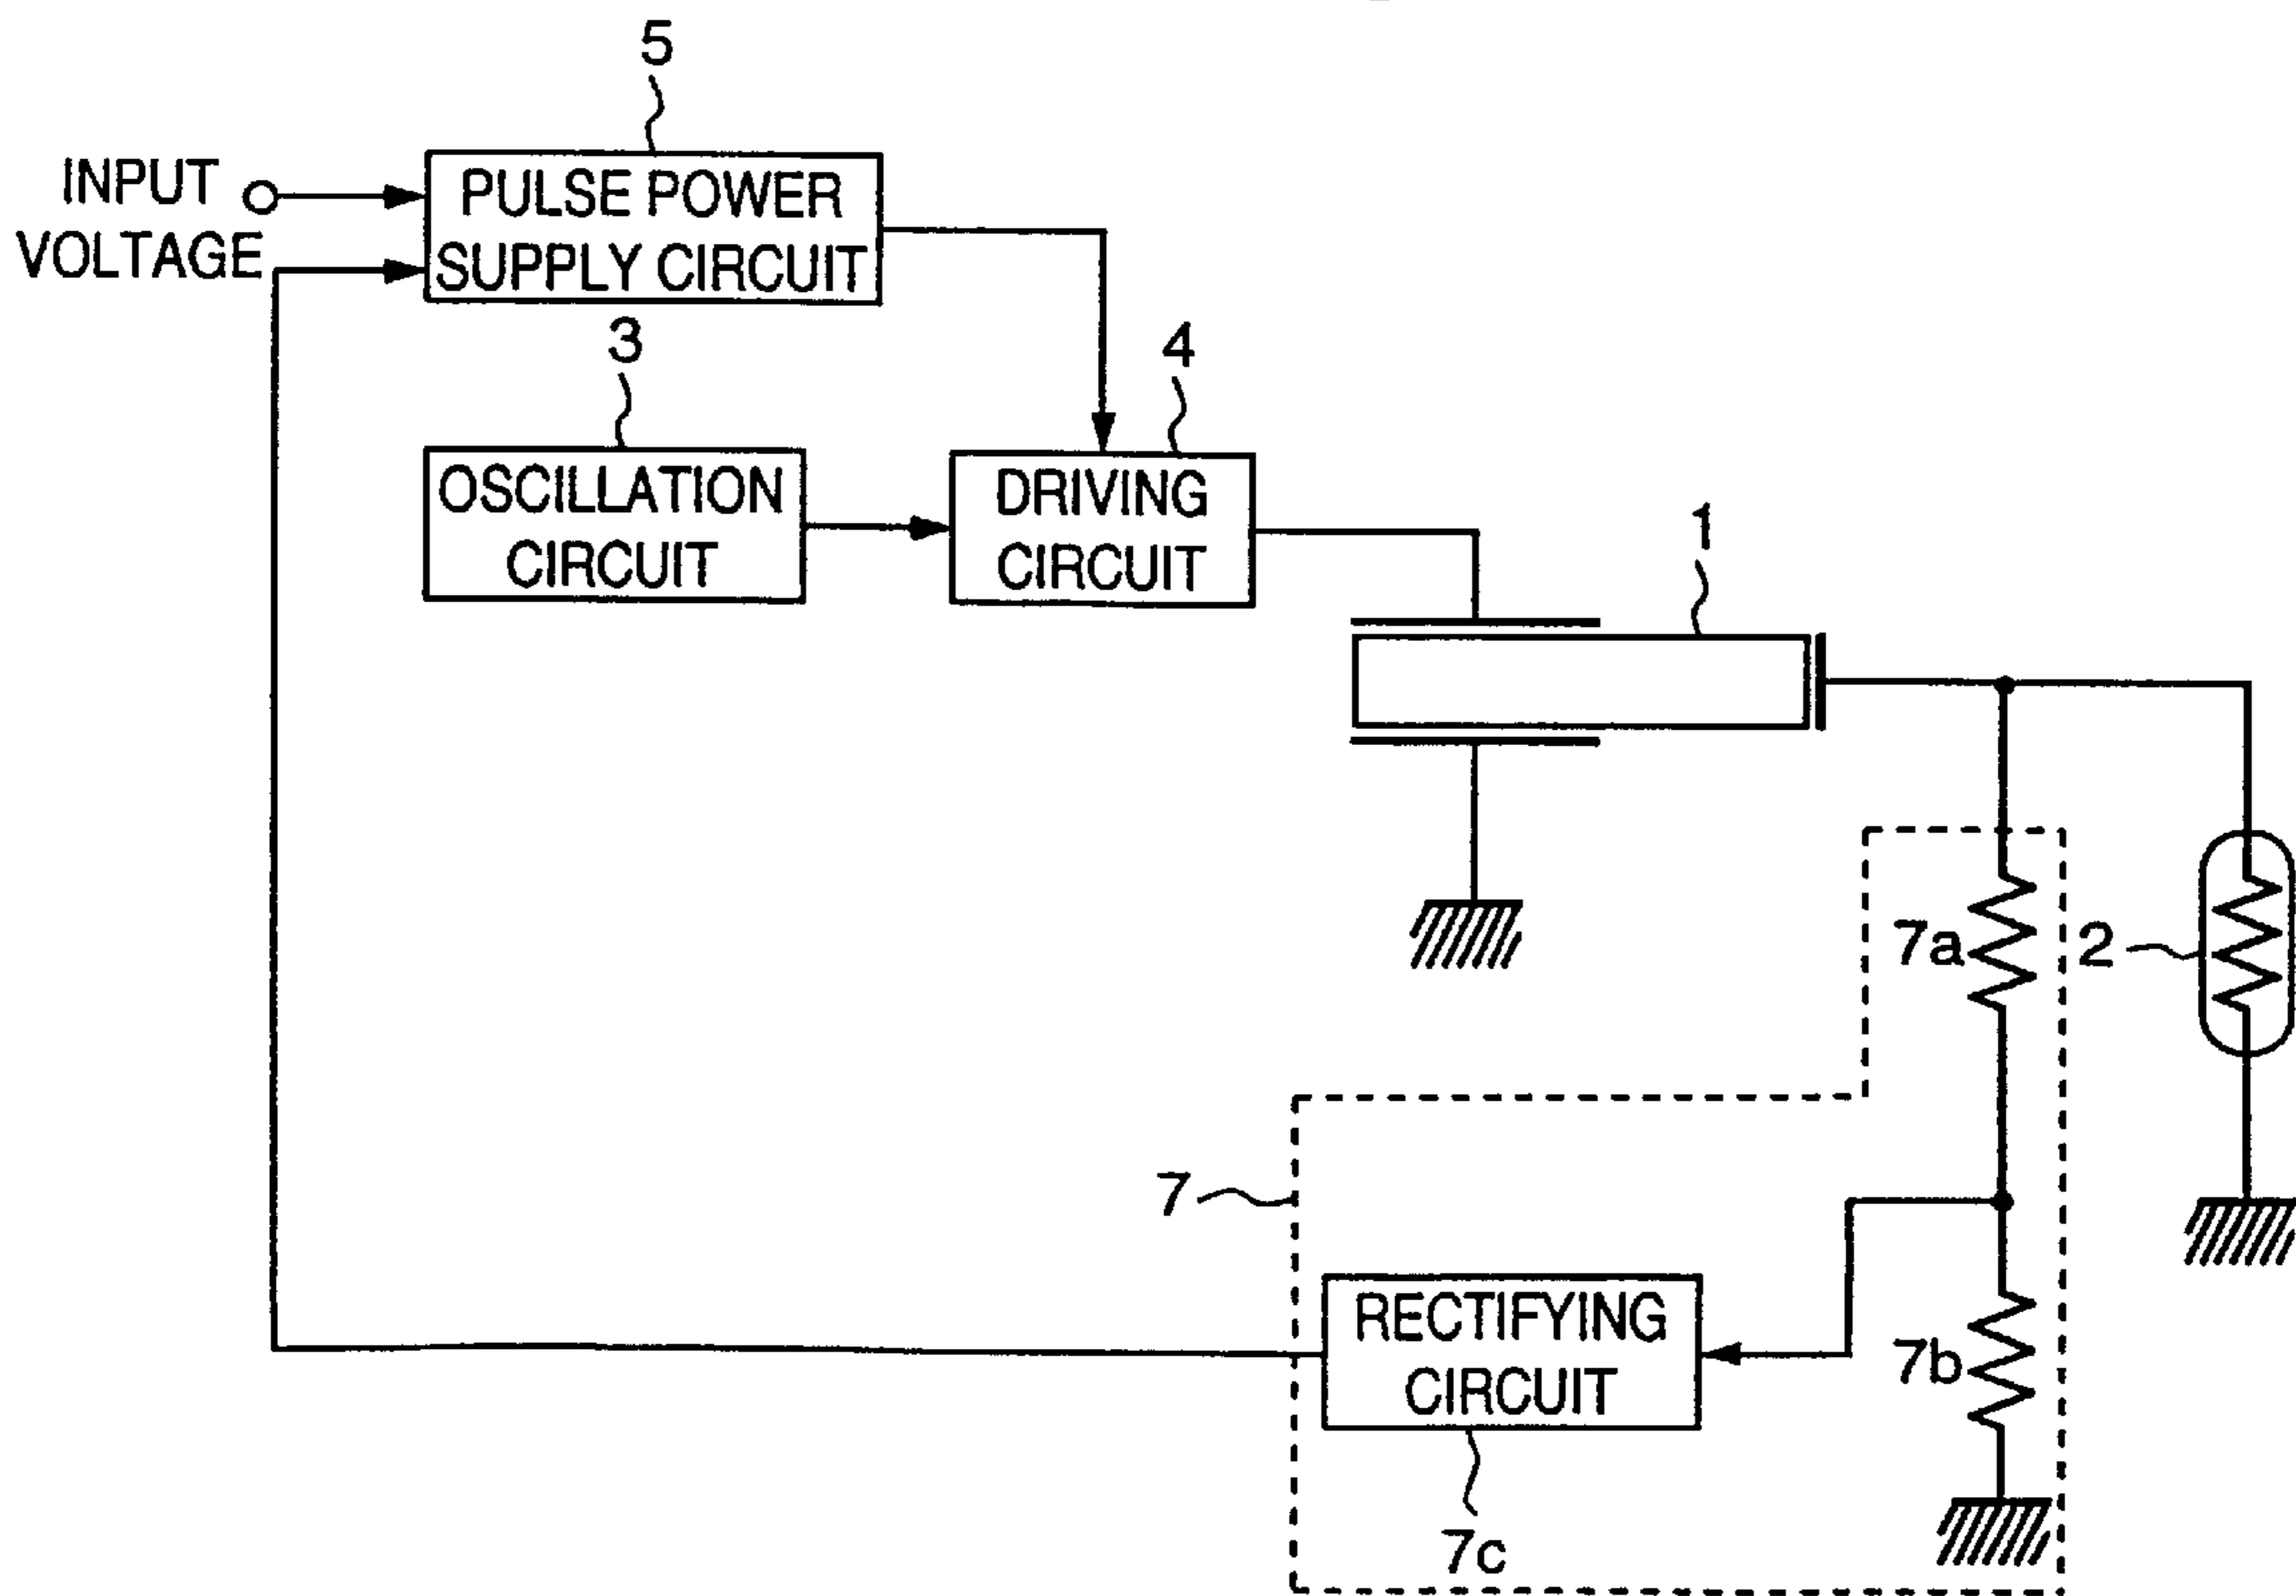 5
INPUT
VOLTAGE
PULSE POWER
SUPPLY CIRCUIT
3
4
OSCILLATION
CIRCUIT
DRIVING
CIRCUIT
1
7a
2
7
RECTIFYING
CIRCUIT
7b
7c